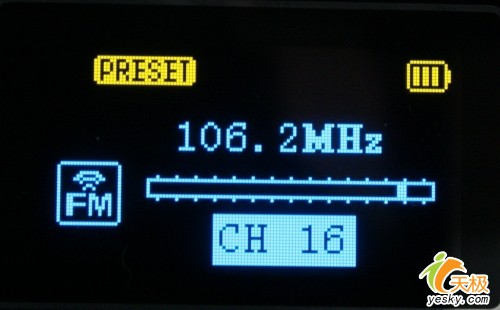 PRESET
106.2MHz
FM
CH 16
天极
yesky.com